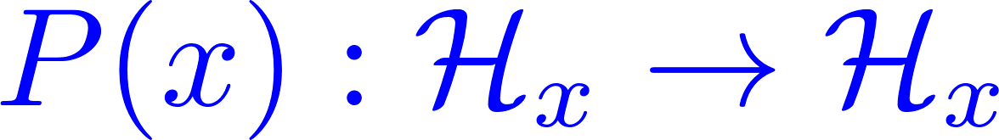 P(x) : ℋₓ → ℋₓ